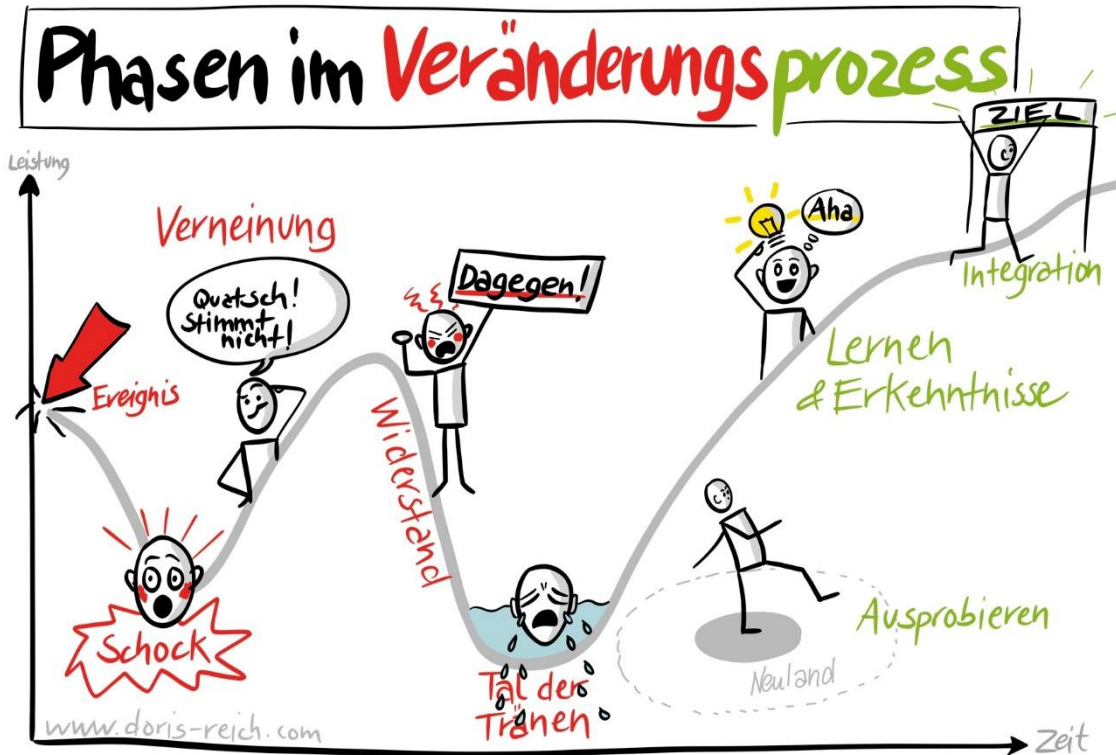 Phasen im Veränderungsprozess
Leistung
ZIEL
Verneinung
Quatsch!
Stimmt
nicht!
Dagegen!
Aha
Ereignis
Integration
Widerstand
Lernen
& Erkenntnisse
Schock
Ausprobieren
Neuland
Tal der
Tränen
www.doris-reich.com
Zeit